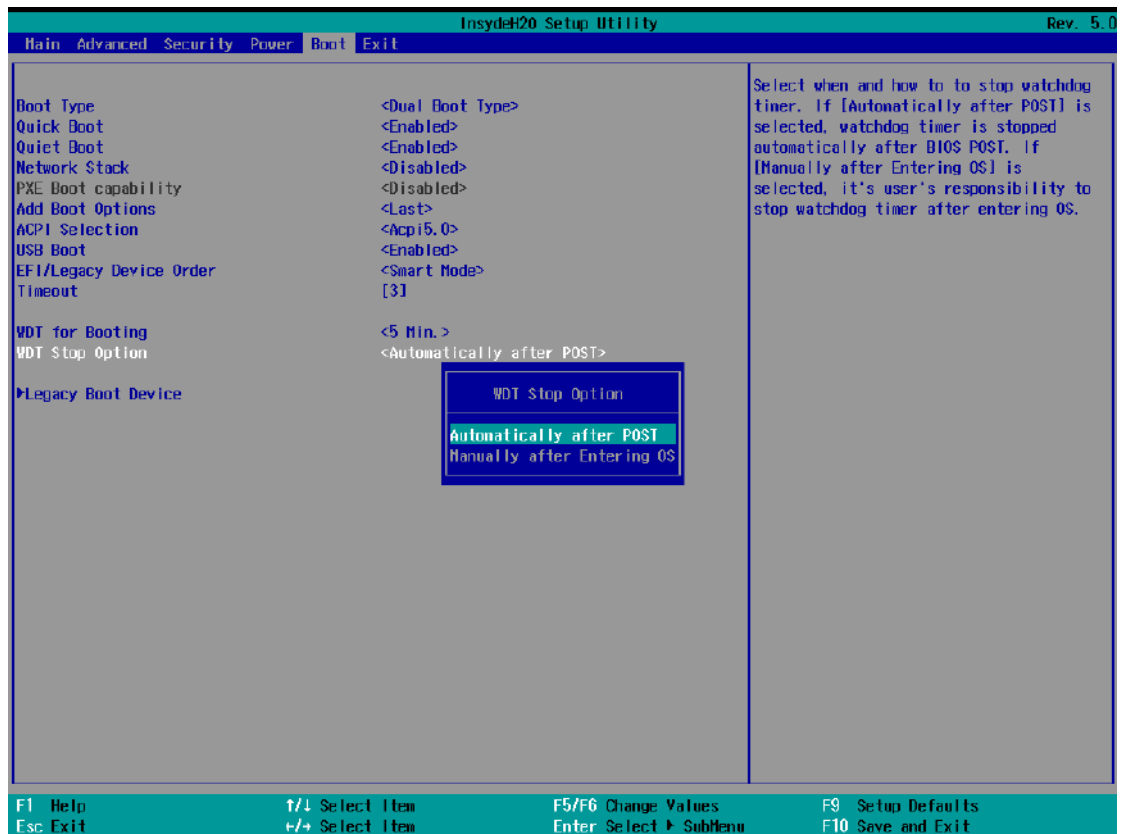 InsydeH20 Setup Utility Rev. 5.0
Main Advanced Security Power Boot Exit
Boot Type <Dual Boot Type>
Quick Boot <Enabled>
Quiet Boot <Enabled>
Network Stack <Disabled>
PXE Boot capability <Disabled>
Add Boot Options <Last>
ACPI Selection <Acpi5.0>
USB Boot <Enabled>
EFI/Legacy Device Order <Smart Mode>
Timeout [3]
WDT for Booting <5 Min.>
WDT Stop Option <Automatically after POST>
▶Legacy Boot Device
WDT Stop Option
Automatically after POST
Manually after Entering OS
Select when and how to to stop watchdog
timer. If [Automatically after POST] is
selected, watchdog timer is stopped
automatically after BIOS POST. If
[Manually after Entering OS] is
selected, it's user's responsibility to
stop watchdog timer after entering OS.
F1 Help ↑/↓ Select Item F5/F6 Change Values F9 Setup Defaults
Esc Exit ←/→ Select Item Enter Select ▶ SubMenu F10 Save and Exit